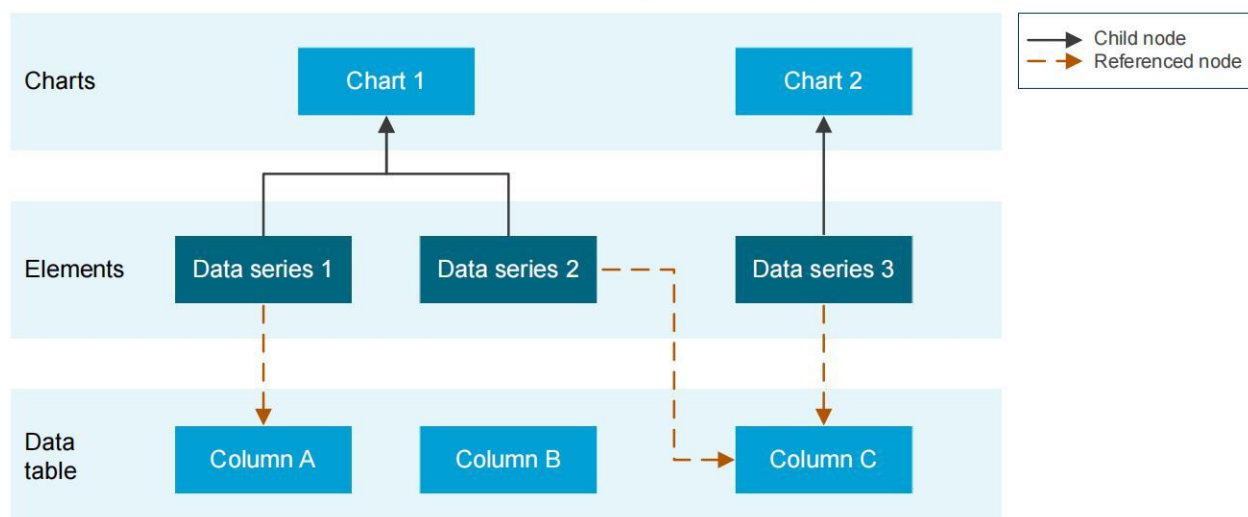 Charts
Chart 1
Chart 2
Child node
Referenced node
Elements
Data series 1
Data series 2
Data series 3
Data
table
Column A
Column B
Column C